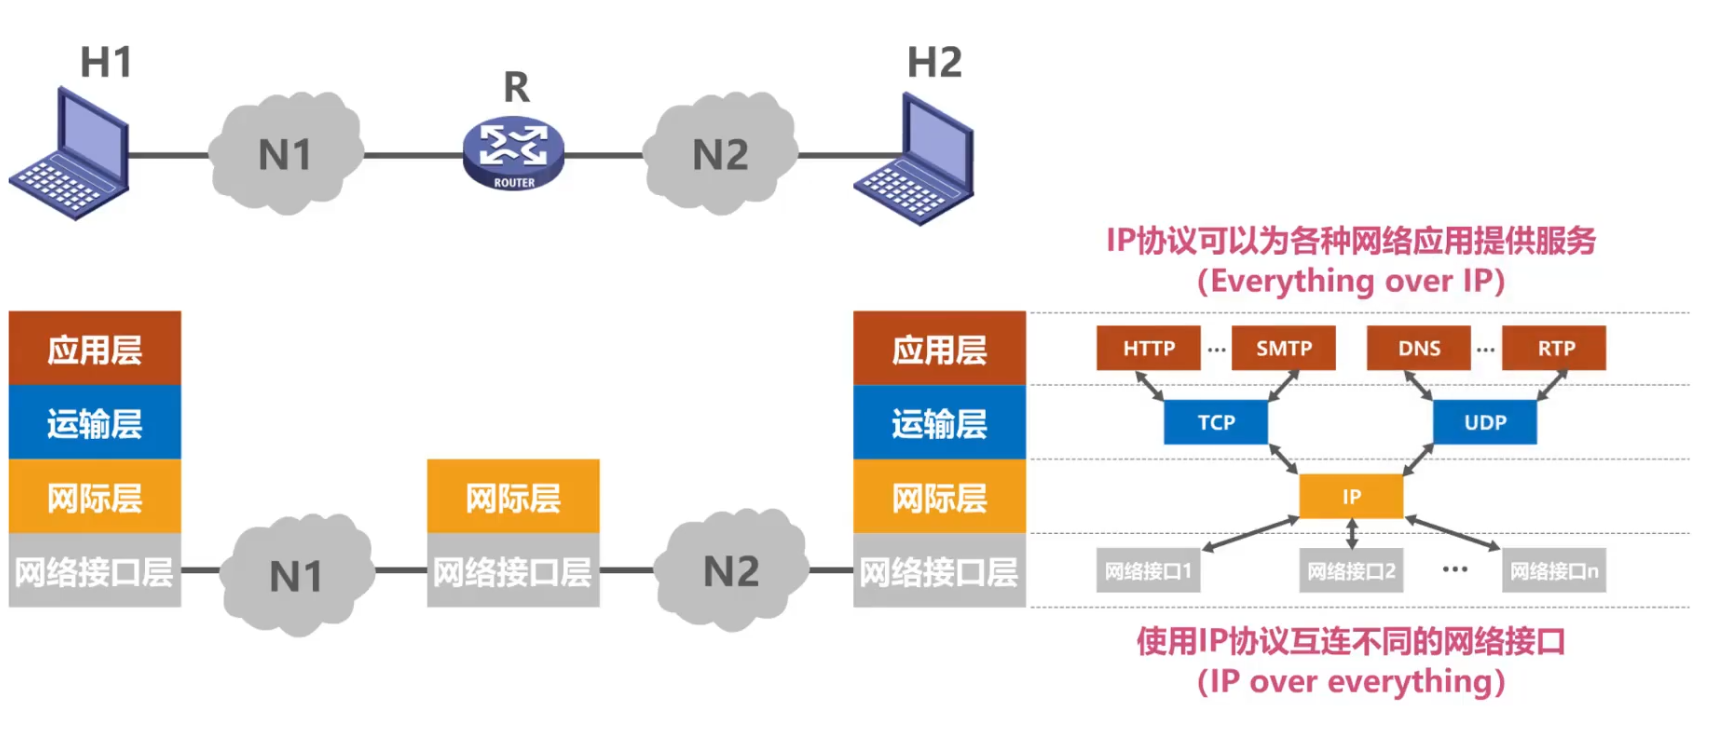 H1
R
H2
N1
N2
ROUTER
IP协议可以为各种网络应用提供服务
（Everything over IP）
应用层
应用层
HTTP ... SMTP DNS ... RTP
运输层
运输层
TCP UDP
网际层
网际层
网际层
IP
网络接口层
N1
网络接口层
N2
网络接口层
网络接口1 网络接口2 ... 网络接口n
使用IP协议互连不同的网络接口
（IP over everything）